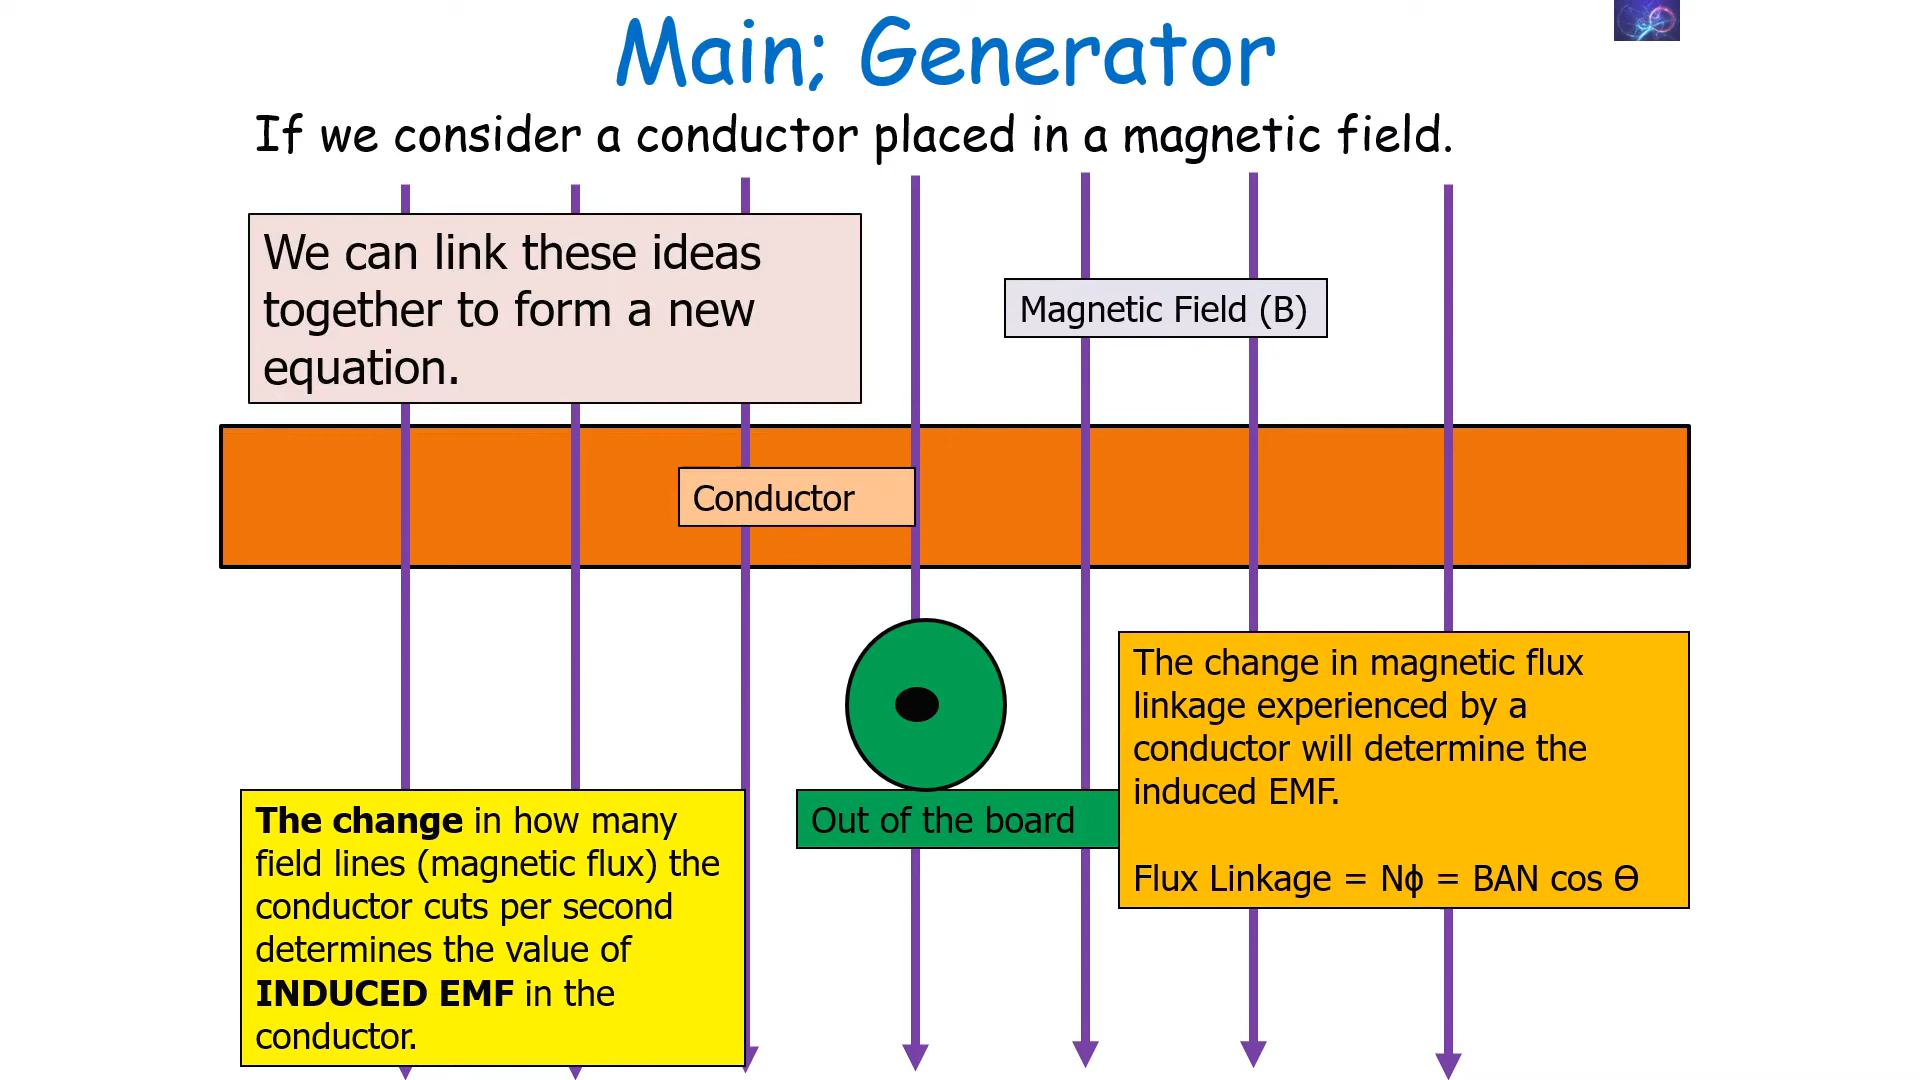 Main; Generator
If we consider a conductor placed in a magnetic field.
We can link these ideas
together to form a new
equation.
Magnetic Field (B)
Conductor
The change in magnetic flux
linkage experienced by a
conductor will determine the
induced EMF.
Flux Linkage = Nϕ = BAN cos ϴ
Out of the board
The change in how many
field lines (magnetic flux) the
conductor cuts per second
determines the value of
INDUCED EMF in the
conductor.